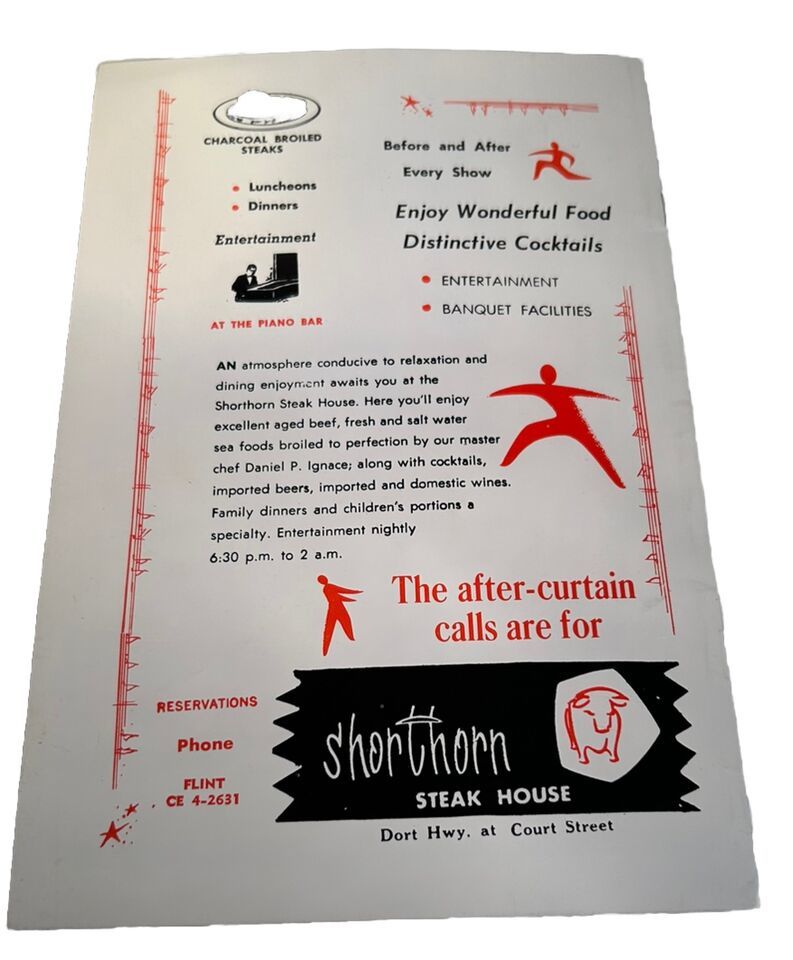 CHARCOAL BROILED
STEAKS
• Luncheons
• Dinners
Entertainment
AT THE PIANO BAR
Before and After
Every Show
Enjoy Wonderful Food
Distinctive Cocktails
• ENTERTAINMENT
• BANQUET FACILITIES
AN atmosphere conducive to relaxation and
dining enjoyment awaits you at the
Shorthorn Steak House. Here you'll enjoy
excellent aged beef, fresh and salt water
sea foods broiled to perfection by our master
chef Daniel P. Ignace; along with cocktails,
imported beers, imported and domestic wines.
Family dinners and children's portions a
specialty. Entertainment nightly
6:30 p.m. to 2 a.m.
The after-curtain
calls are for
RESERVATIONS
Phone
FLINT
CE 4-2631
shorthorn
STEAK HOUSE
Dort Hwy. at Court Street